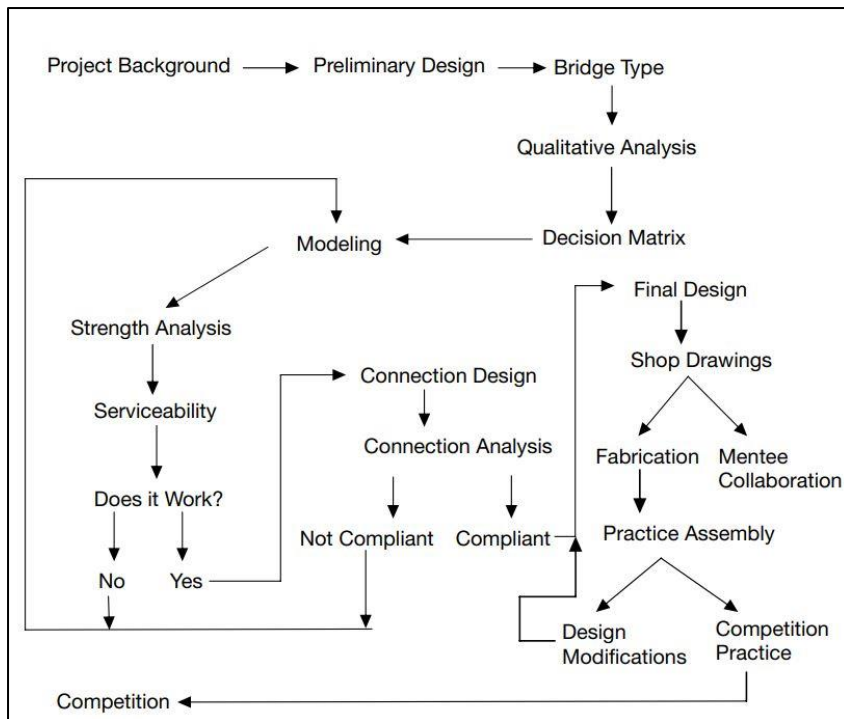 Project Background
Preliminary Design
Bridge Type
Qualitative Analysis
Decision Matrix
Modeling
Final Design
Strength Analysis
Shop Drawings
Connection Design
Serviceability
Connection Analysis
Fabrication
Mentee
Collaboration
Does it Work?
Not Compliant
Compliant
Practice Assembly
No
Yes
Design
Modifications
Competition
Practice
Competition